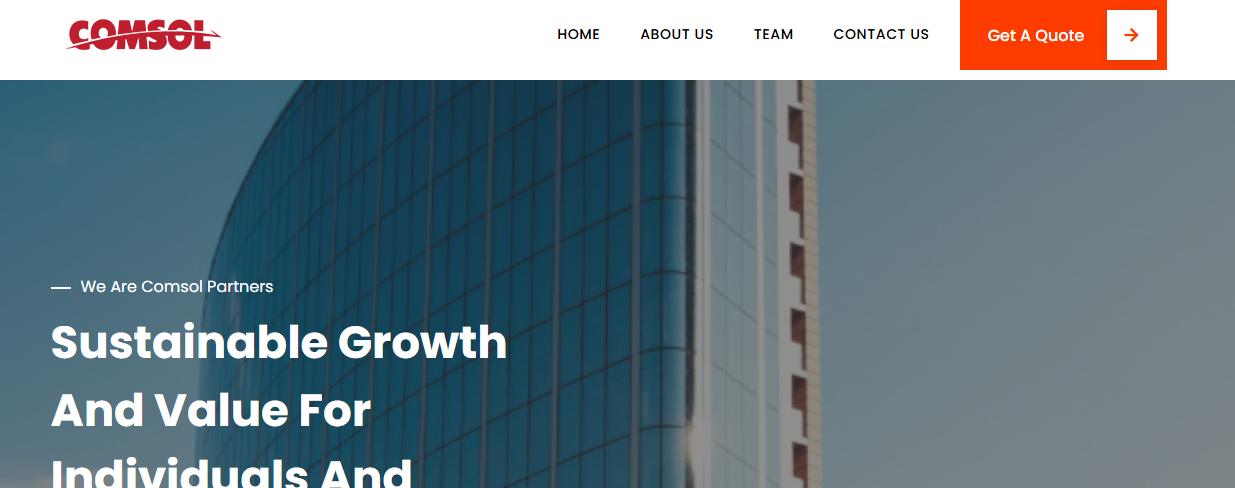 COMSOL
HOME
ABOUT US
TEAM
CONTACT US
Get A Quote
We Are Comsol Partners
Sustainable Growth
And Value For
Individuals And